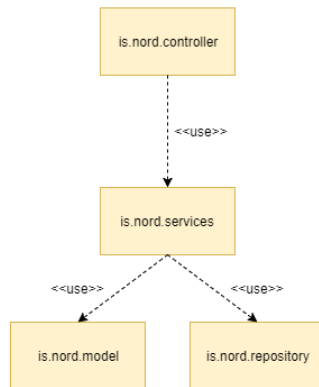 is.nord.controller
<<use>>
is.nord.services
<<use>>
<<use>>
is.nord.model
is.nord.repository